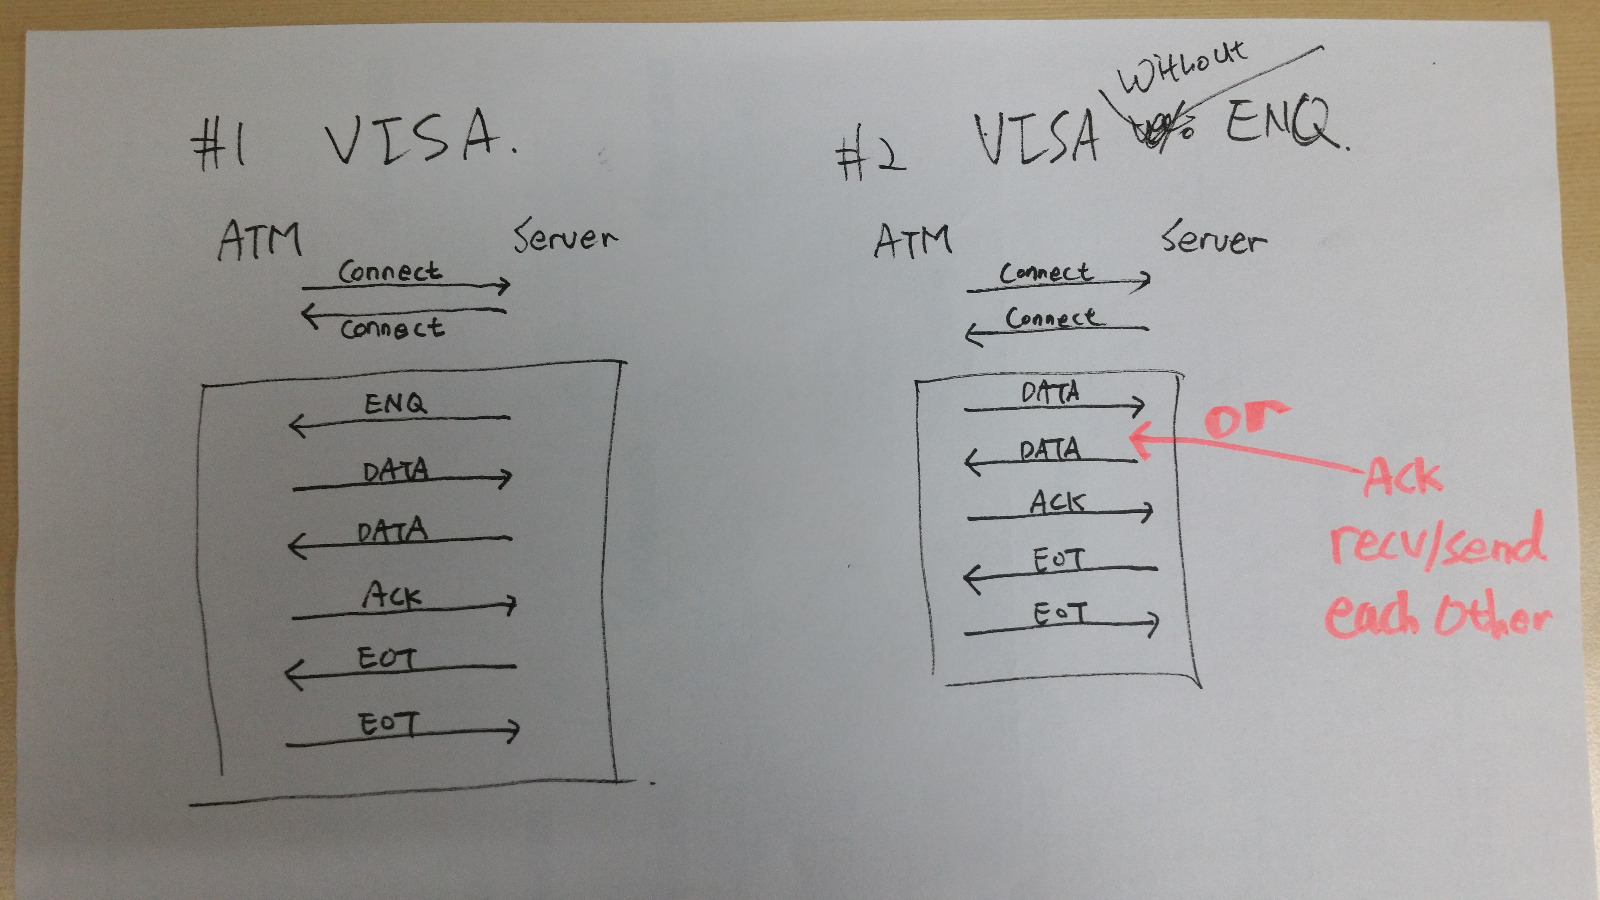 #1 VISA.
ATM Server
Connect
Connect
ENQ
DATA
DATA
Ack
EOT
EOT
#2 VISA Without ENQ.
ATM Server
Connect
Connect
DATA
or
DATA
ACK
EOT
EOT
Ack
recv/send
each other